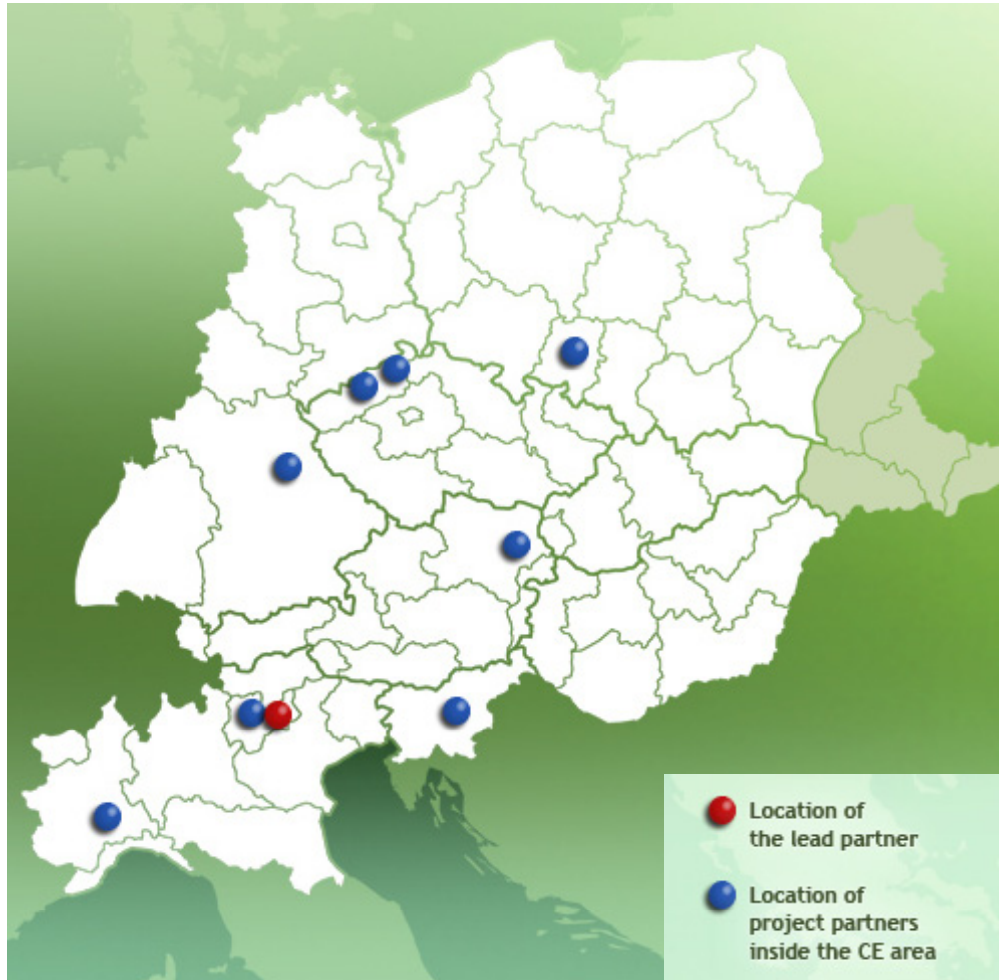 Location of
the lead partner
Location of
project partners
inside the CE area